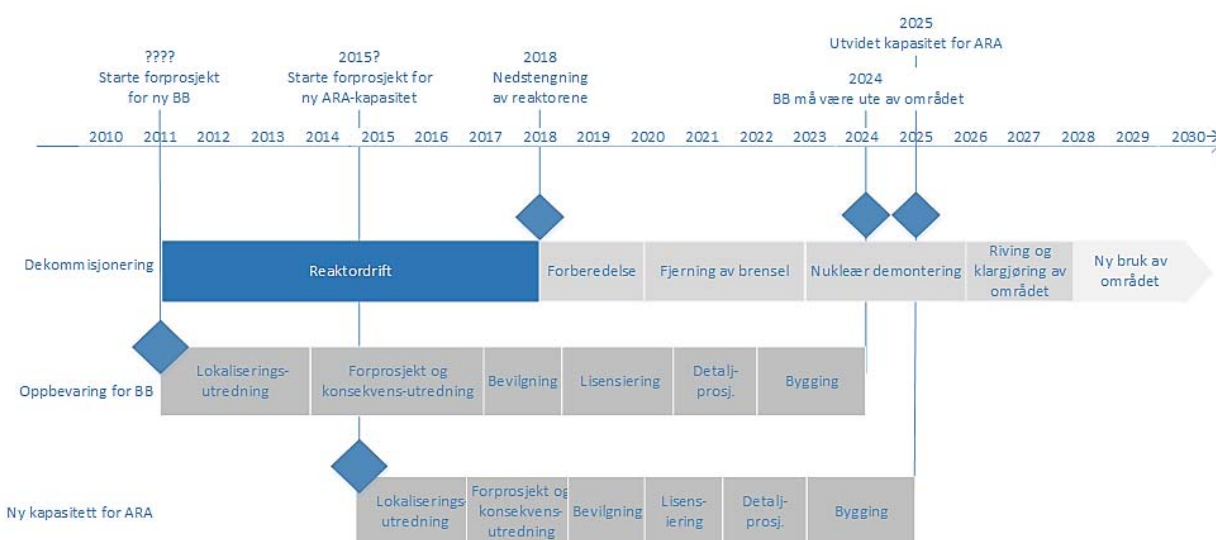 2025
Utvidet kapasitet for ARA
????
Starte forprosjekt
for ny BB
2015?
Starte forprosjekt for
ny ARA-kapasitet
2018
Nedstengning
av reaktorene
2024
BB må være ute av området
2010 2011 2012 2013 2014 2015 2016 2017 2018 2019 2020 2021 2022 2023 2024 2025 2026 2027 2028 2029 2030→
Dekommisjonering
Reaktordrift
Forberedelse
Fjerning av brensel
Nukleær demontering
Riving og
klargjøring av
området
Ny bruk av
området
Oppbevaring for BB
Lokaliserings-
utredning
Forprosjekt og
konsekvens-utredning
Bevilgning
Lisensiering
Detalj-
prosj.
Bygging
Ny kapasitett for ARA
Lokaliserings-
utredning
Forprosjekt og
konsekvens-
utredning
Bevilgning
Lisens-
iering
Detalj-
prosj.
Bygging